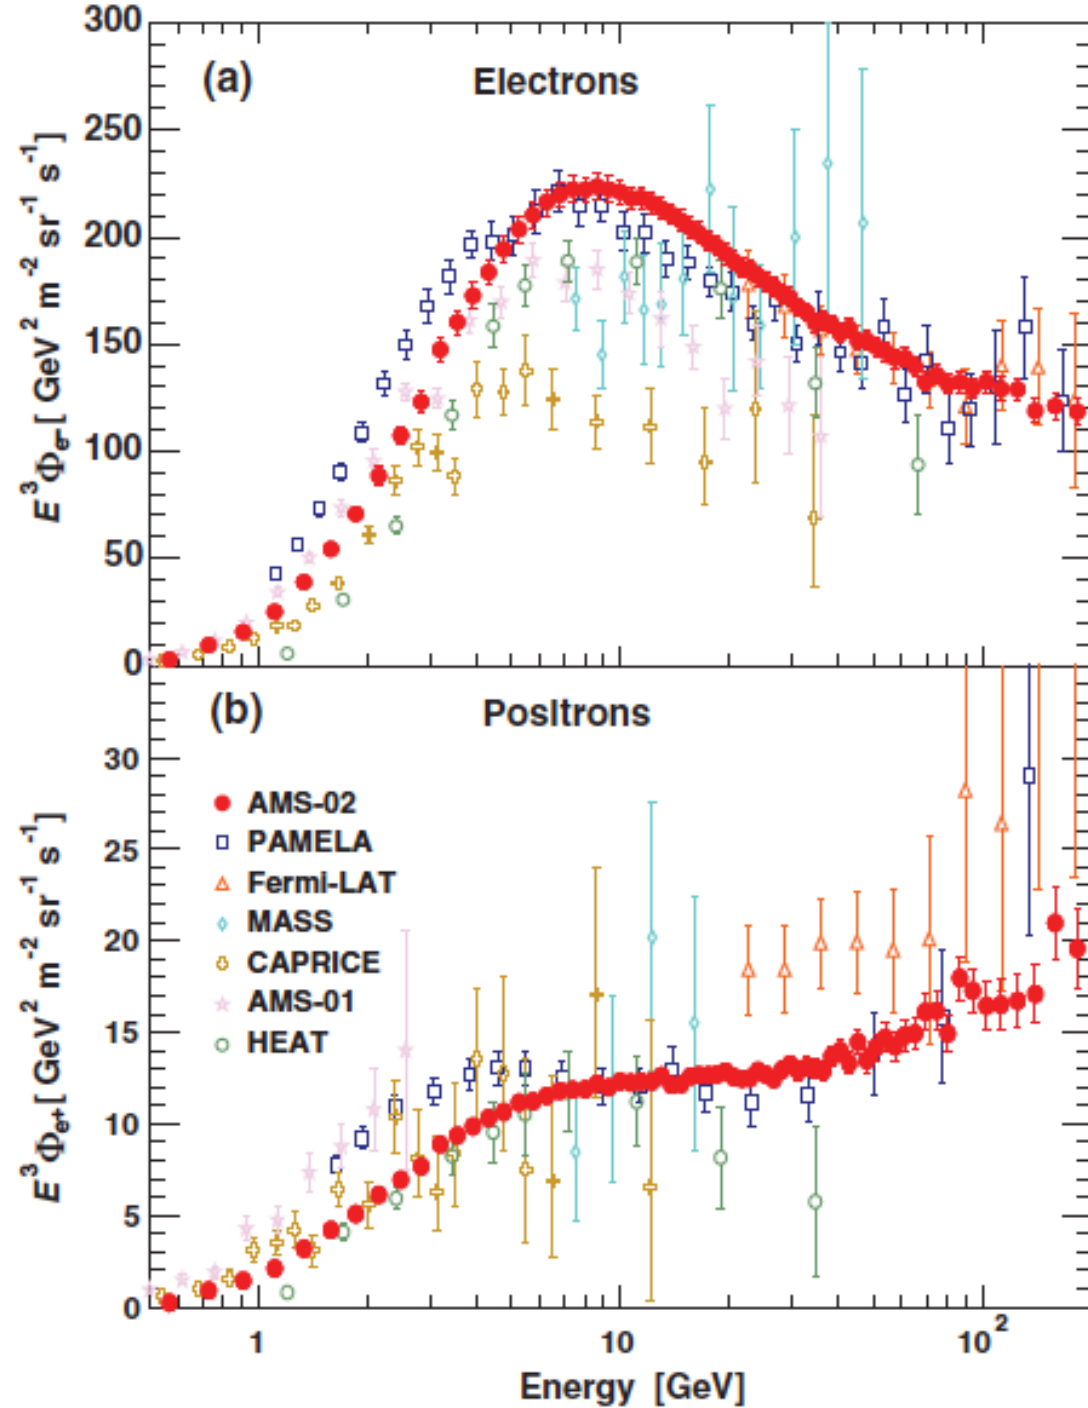 300
(a) Electrons
250
200
150
100
50
0
E³Φe-[ GeV² m⁻² sr⁻¹ s⁻¹]
(b) Positrons
30
25
20
15
10
5
0
AMS-02
PAMELA
Fermi-LAT
MASS
CAPRICE
AMS-01
HEAT
E³Φe+[ GeV² m⁻² sr⁻¹ s⁻¹]
1 10 10²
Energy [GeV]